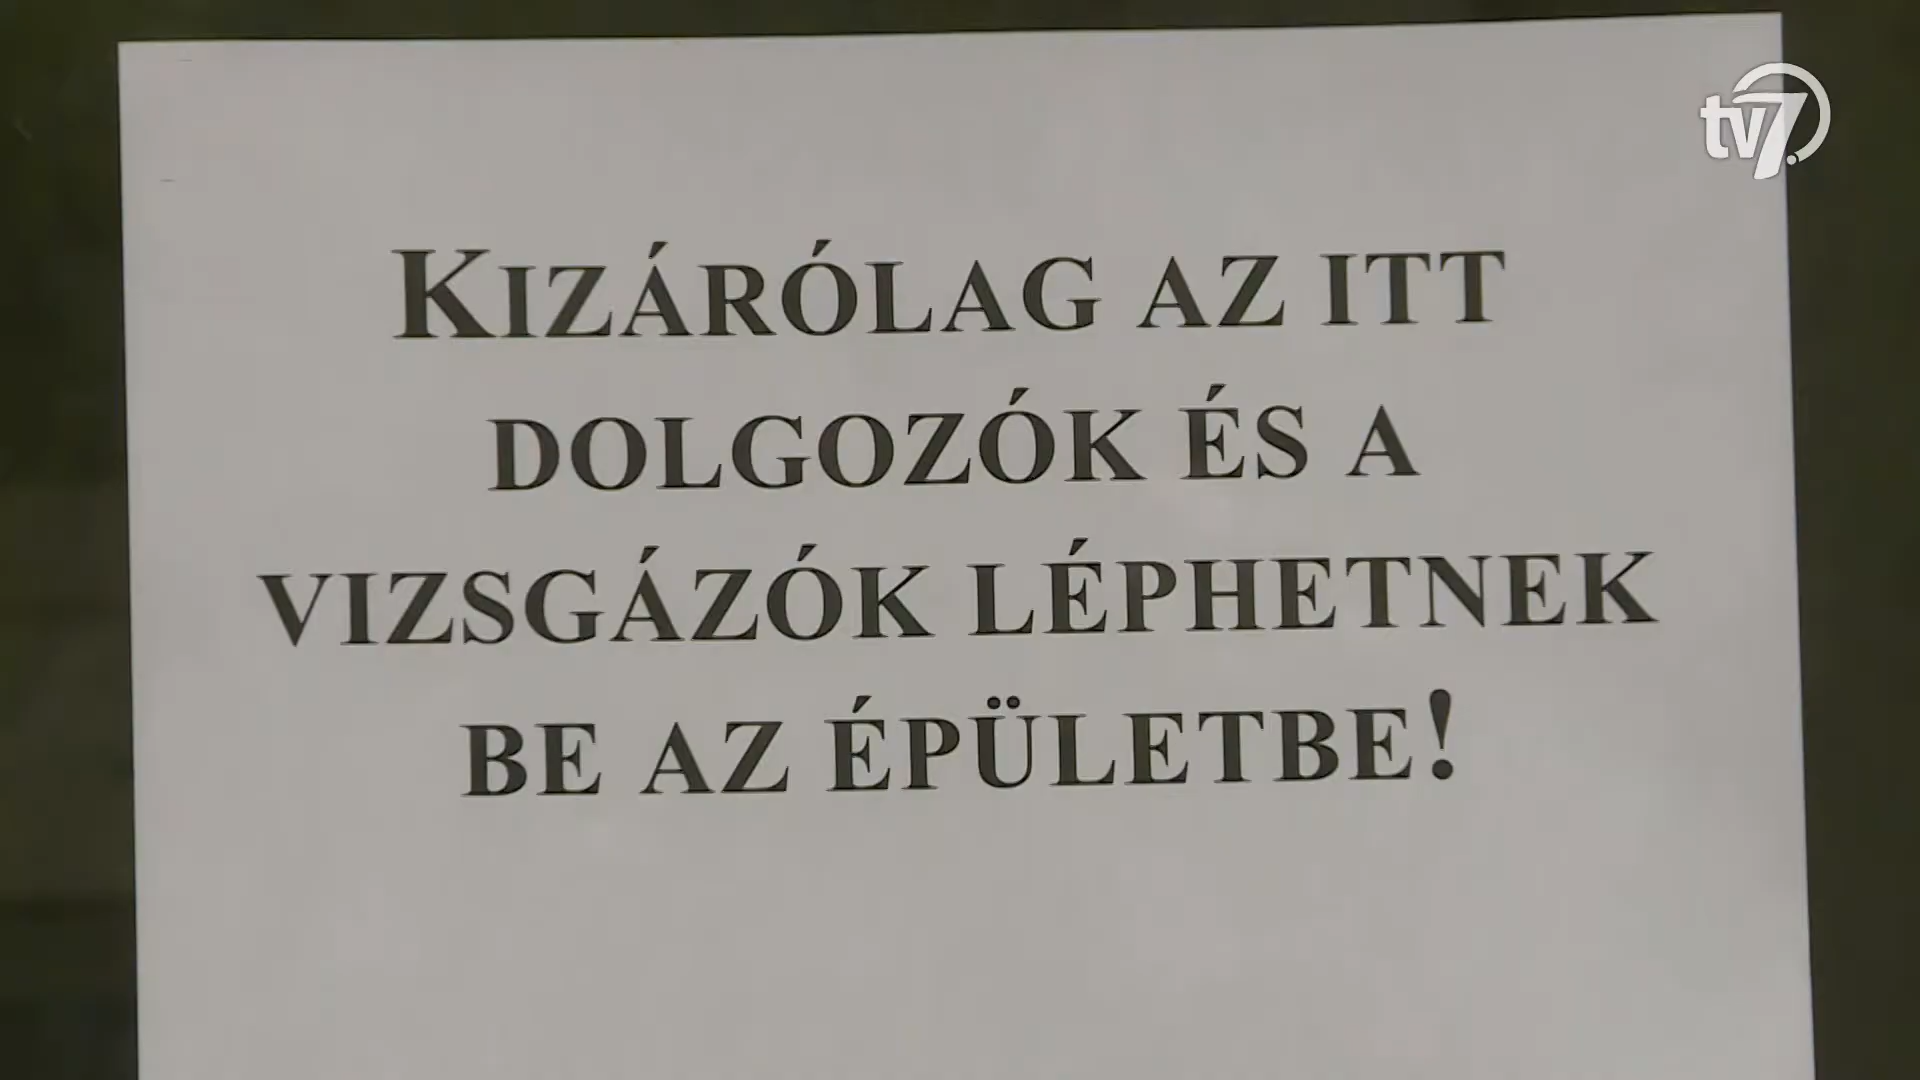 tv7
KIZÁRÓLAG AZ ITT
DOLGOZÓK ÉS A
VIZSGÁZÓK LÉPHETNEK
BE AZ ÉPÜLETBE!